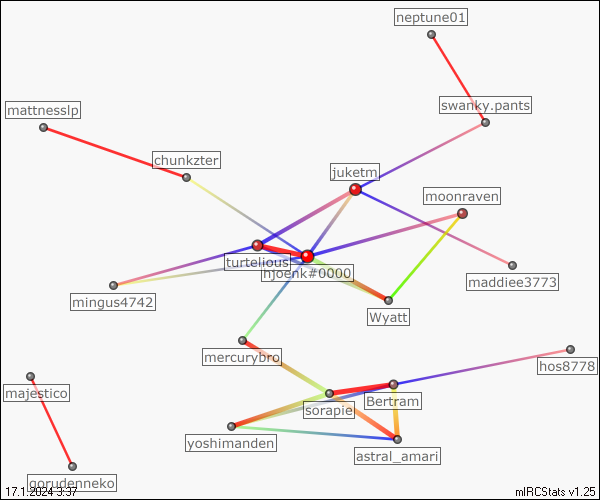 neptune01
swanky.pants
mattnesslp
chunkzter
juketm
moonraven
turtelious
hjoenk#0000
maddiee3773
mingus4742
Wyatt
mercurybro
hos8778
majestico
Bertram
sorapie
yoshimanden
astral_amari
gorudenneko
17.1.2024 3:37
mIRCStats v1.25